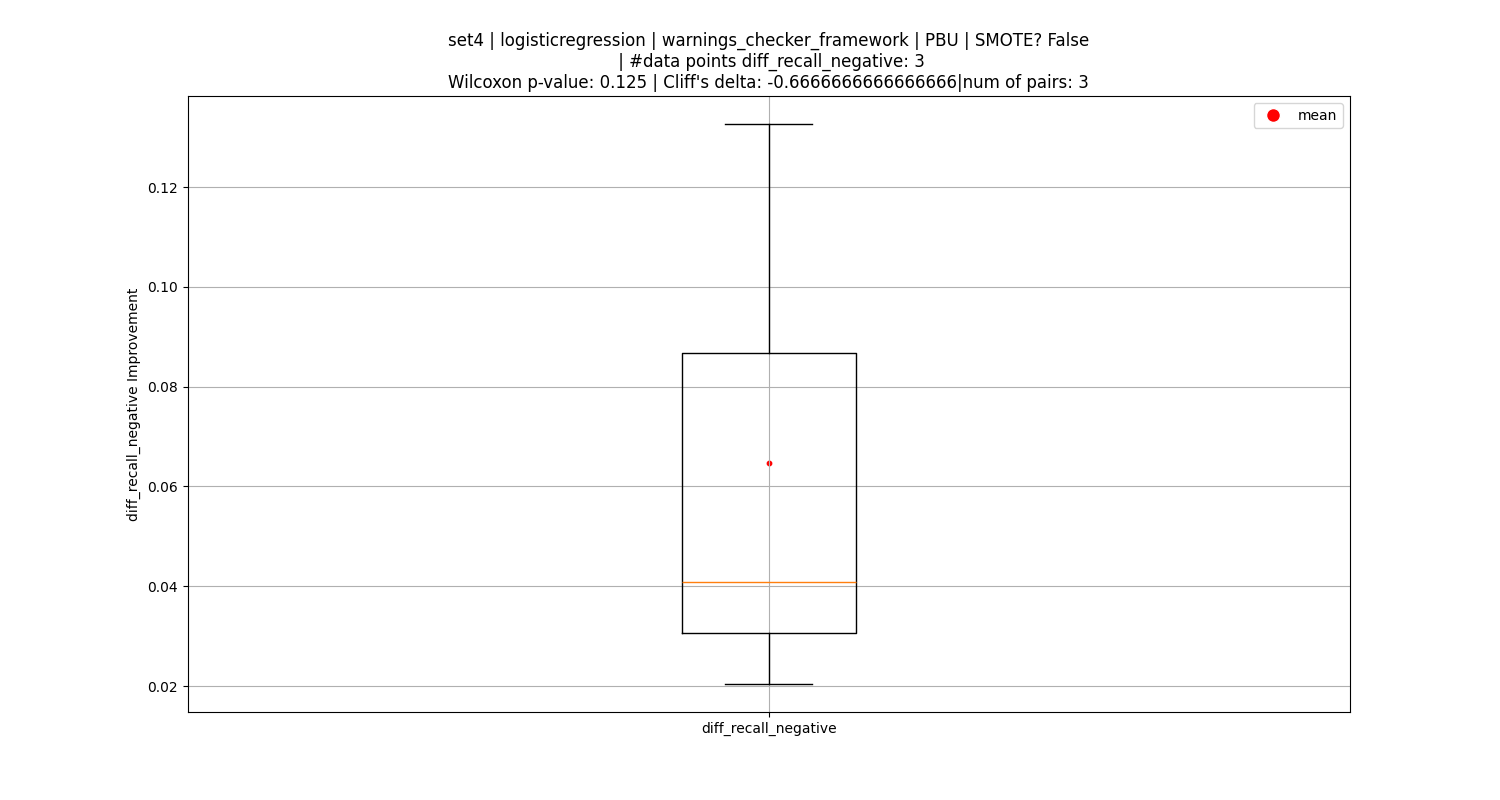 set4 | logisticregression | warnings_checker_framework | PBU | SMOTE? False
| #data points diff_recall_negative: 3
Wilcoxon p-value: 0.125 | Cliff's delta: -0.6666666666666666|num of pairs: 3
mean
0.12
0.10
0.08
0.06
0.04
0.02
diff_recall_negative Improvement
diff_recall_negative